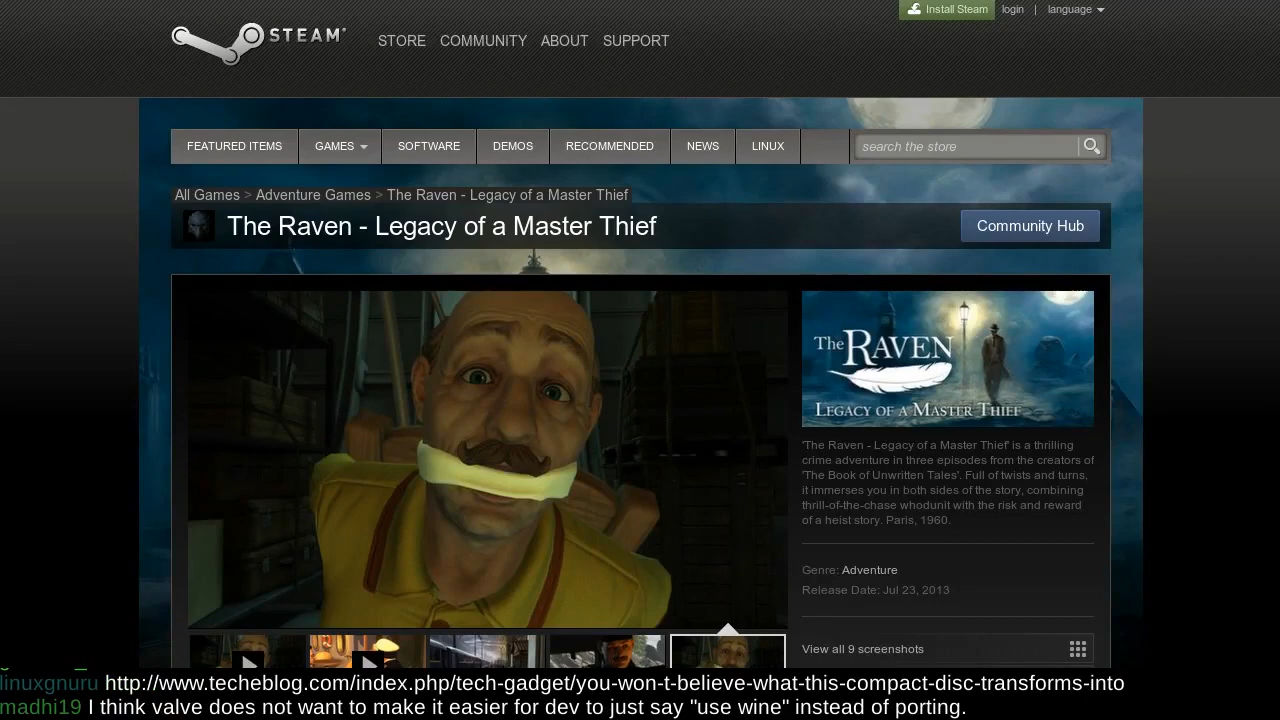 Install Steam login | language
STEAM STORE COMMUNITY ABOUT SUPPORT
FEATURED ITEMS GAMES SOFTWARE DEMOS RECOMMENDED NEWS LINUX search the store
All Games > Adventure Games > The Raven - Legacy of a Master Thief
The Raven - Legacy of a Master Thief Community Hub
The RAVEN
LEGACY OF A MASTER THIEF
'The Raven - Legacy of a Master Thief' is a thrilling
crime adventure in three episodes from the creators of
'The Book of Unwritten Tales'. Full of twists and turns,
it immerses you in both sides of the story, combining
thrill-of-the-chase whodunit with the risk and reward
of a heist story. Paris, 1960.
Genre: Adventure
Release Date: Jul 23, 2013
View all 9 screenshots
linuxgnuru http://www.techeblog.com/index.php/tech-gadget/you-won-t-believe-what-this-compact-disc-transforms-into
madhi19 I think valve does not want to make it easier for dev to just say "use wine" instead of porting.